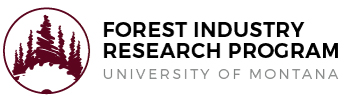 FOREST INDUSTRY
RESEARCH PROGRAM
UNIVERSITY OF MONTANA